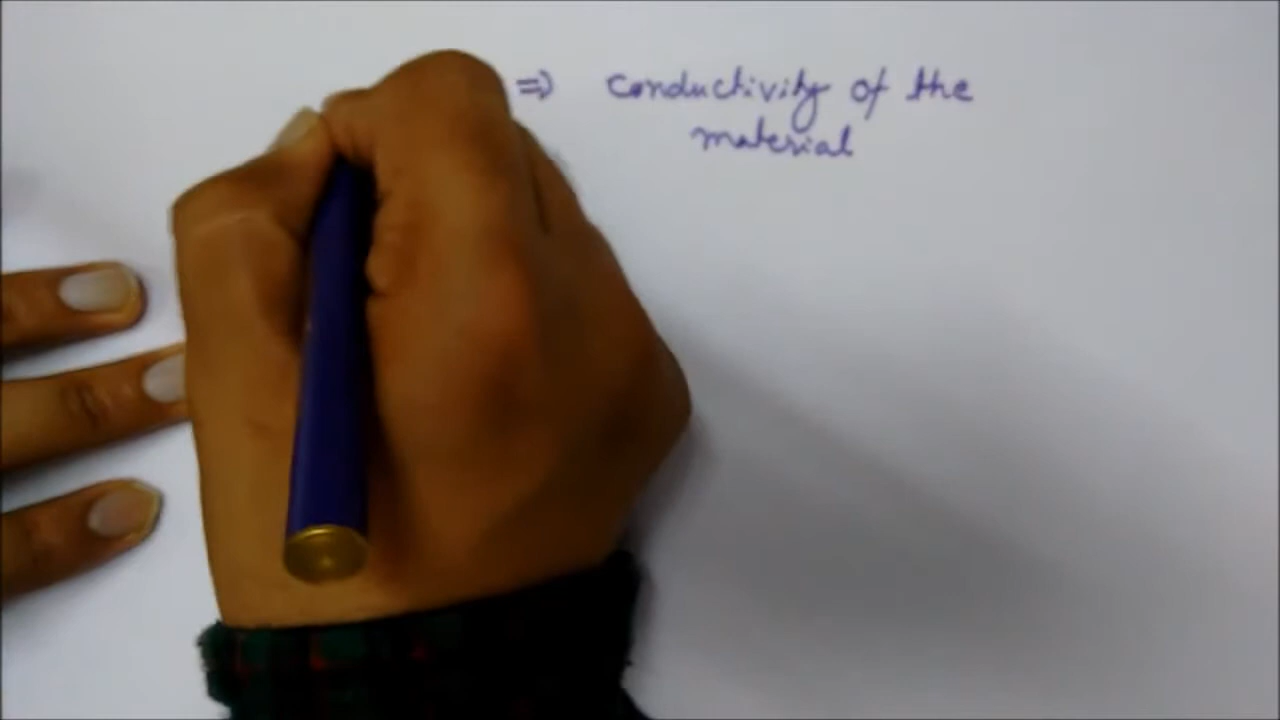 ⇒ conductivity of the
material